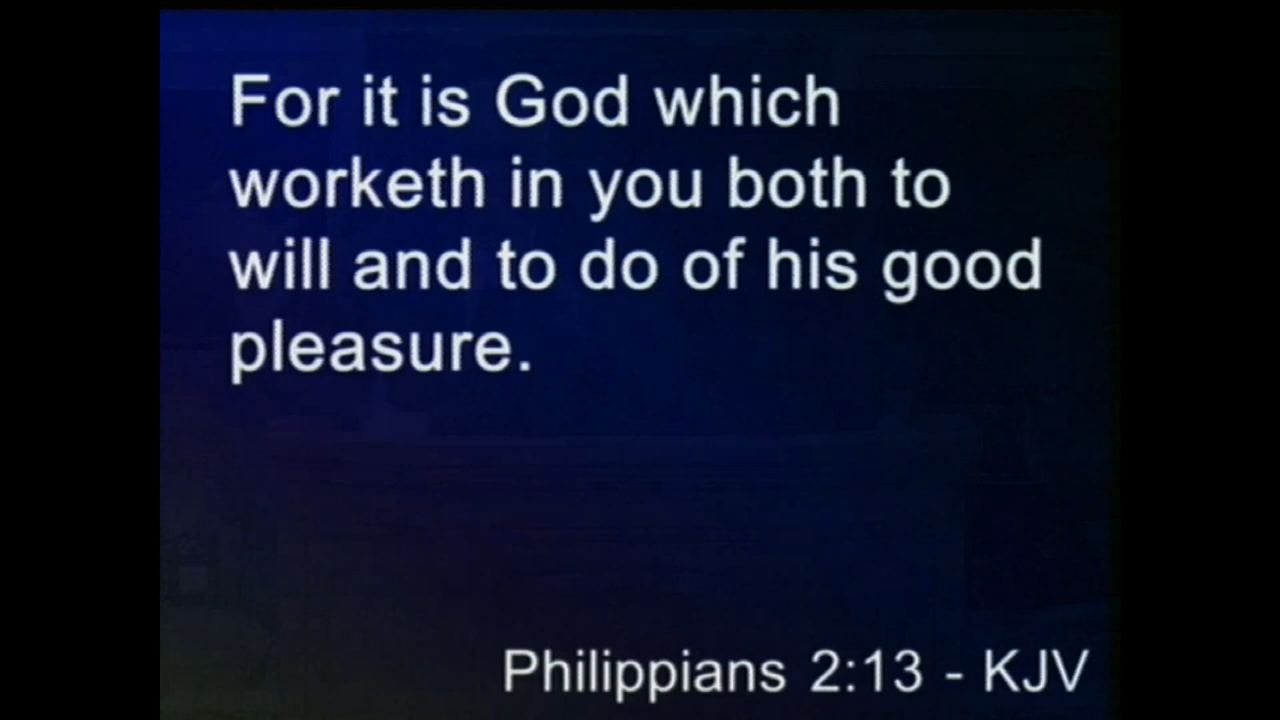 For it is God which
worketh in you both to
will and to do of his good
pleasure.
Philippians 2:13 - KJV